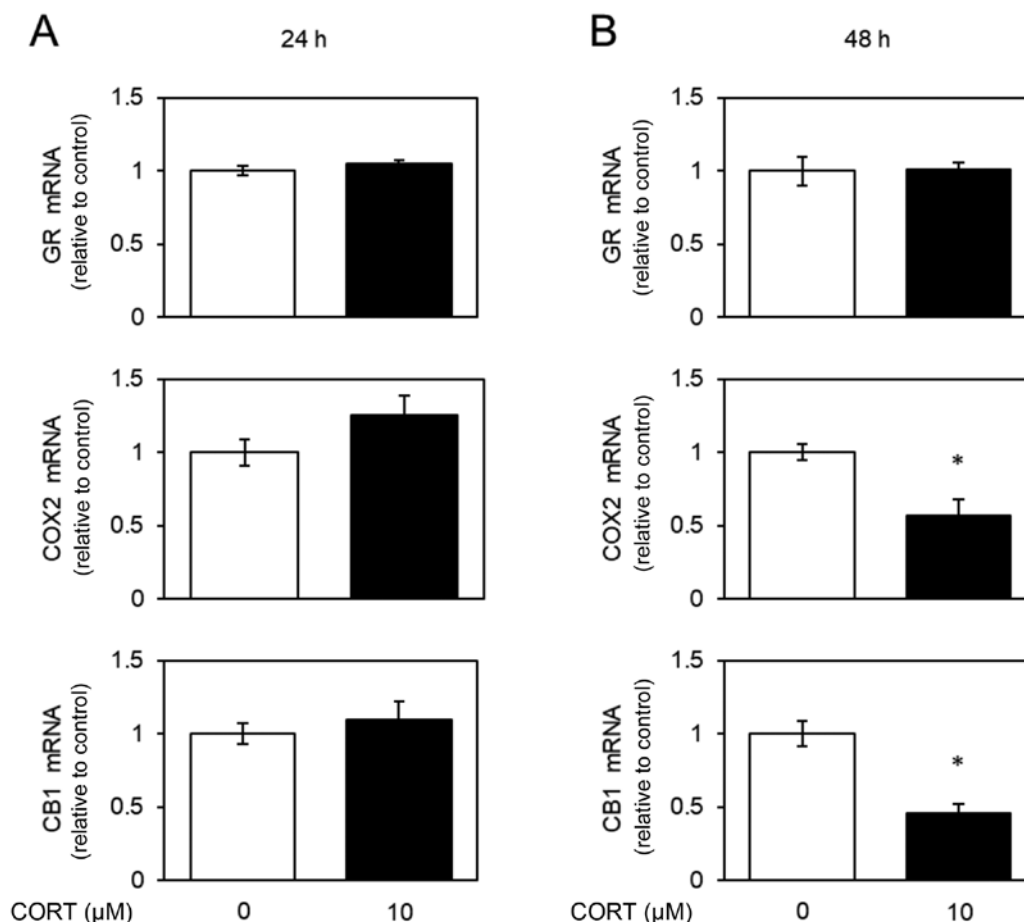 A
24 h
1.5
1
0.5
0
GR mRNA
(relative to control)
1.5
1
0.5
0
COX2 mRNA
(relative to control)
1.5
1
0.5
0
CB1 mRNA
(relative to control)
CORT (µM) 0 10
B
48 h
1.5
1
0.5
0
GR mRNA
(relative to control)
1.5
1
0.5
0
COX2 mRNA
(relative to control)
*
1.5
1
0.5
0
CB1 mRNA
(relative to control)
*
CORT (µM) 0 10